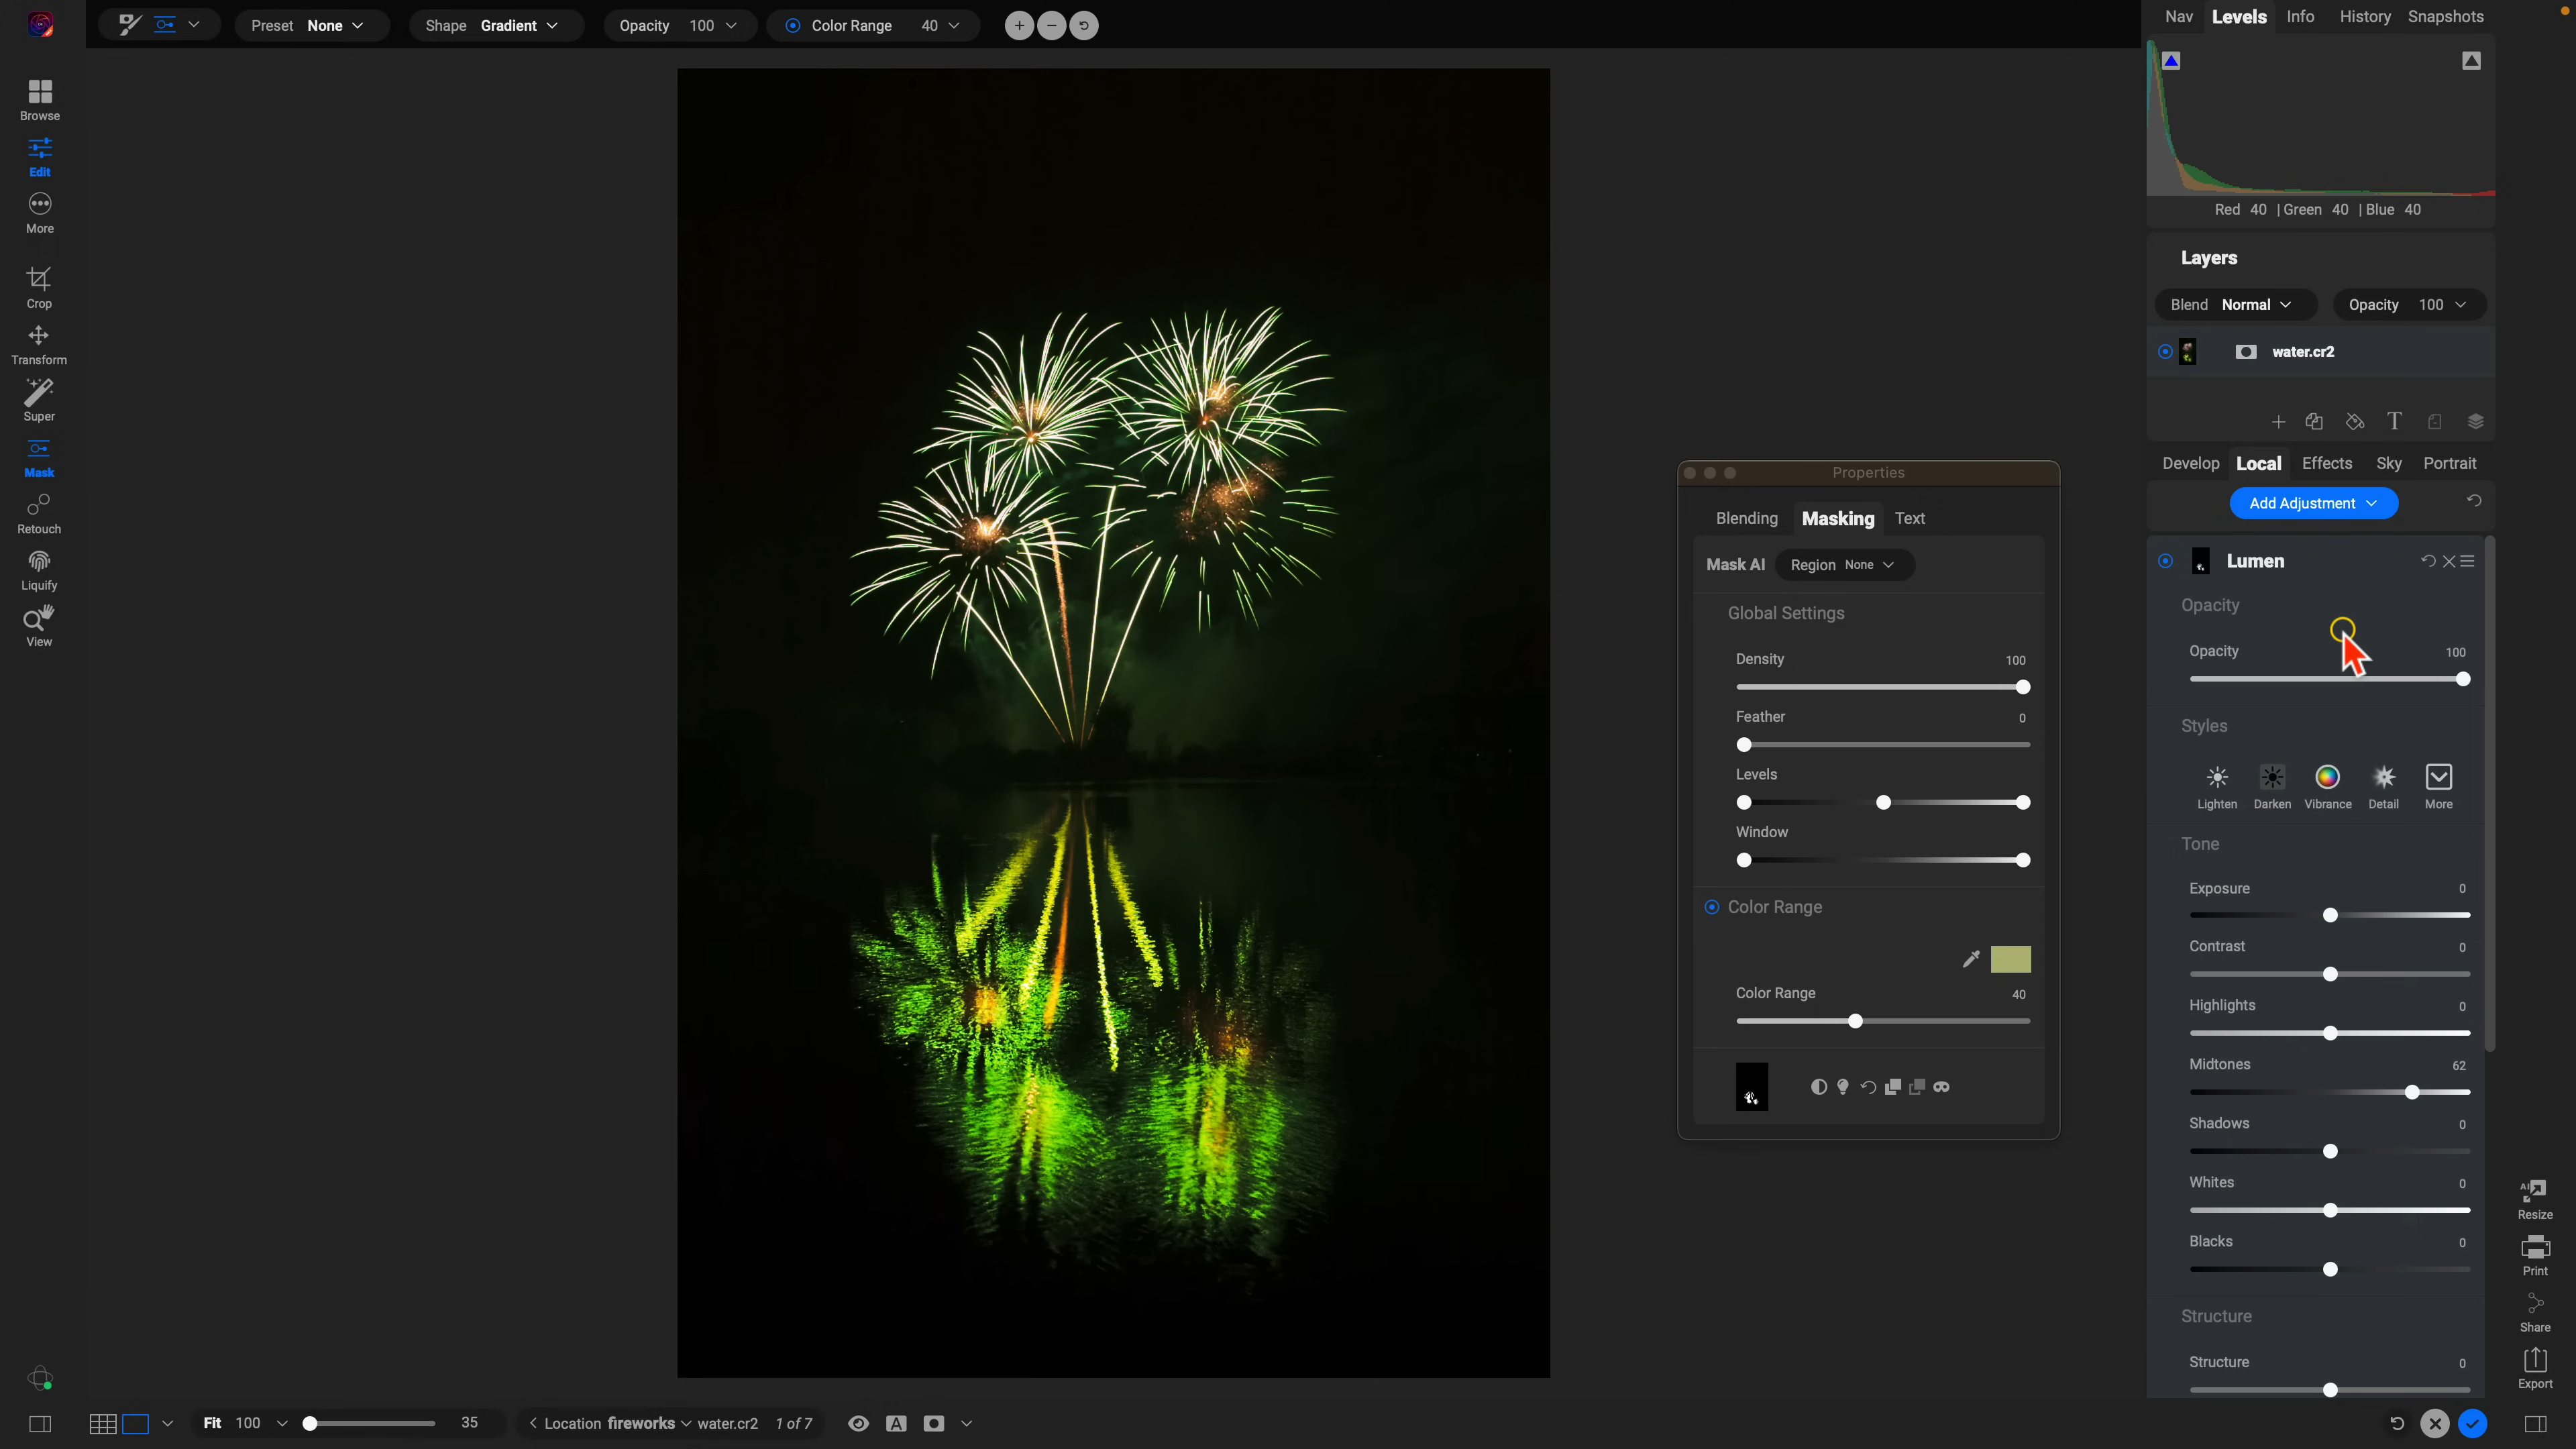 Preset None
Shape Gradient
Opacity 100
Color Range 40
Nav Levels Info History Snapshots
Browse
Edit
More
Crop
Transform
Super
Mask
Retouch
Liquify
View
Red 40 | Green 40 | Blue 40
Layers
Blend Normal
Opacity 100
water.cr2
T
Develop Local Effects Sky Portrait
Add Adjustment
Lumen
Opacity
Opacity 100
Styles
Lighten Darken Vibrance Detail More
Tone
Exposure 0
Contrast 0
Highlights 0
Midtones 62
Shadows 0
Whites 0
Blacks 0
Structure
Structure 0
Properties
Blending Masking Text
Mask AI Region None
Global Settings
Density 100
Feather 0
Levels
Window
Color Range
Color Range 40
AI
Resize
Print
Share
Export
Fit 100 35 Location fireworks water.cr2 1 of 7 A